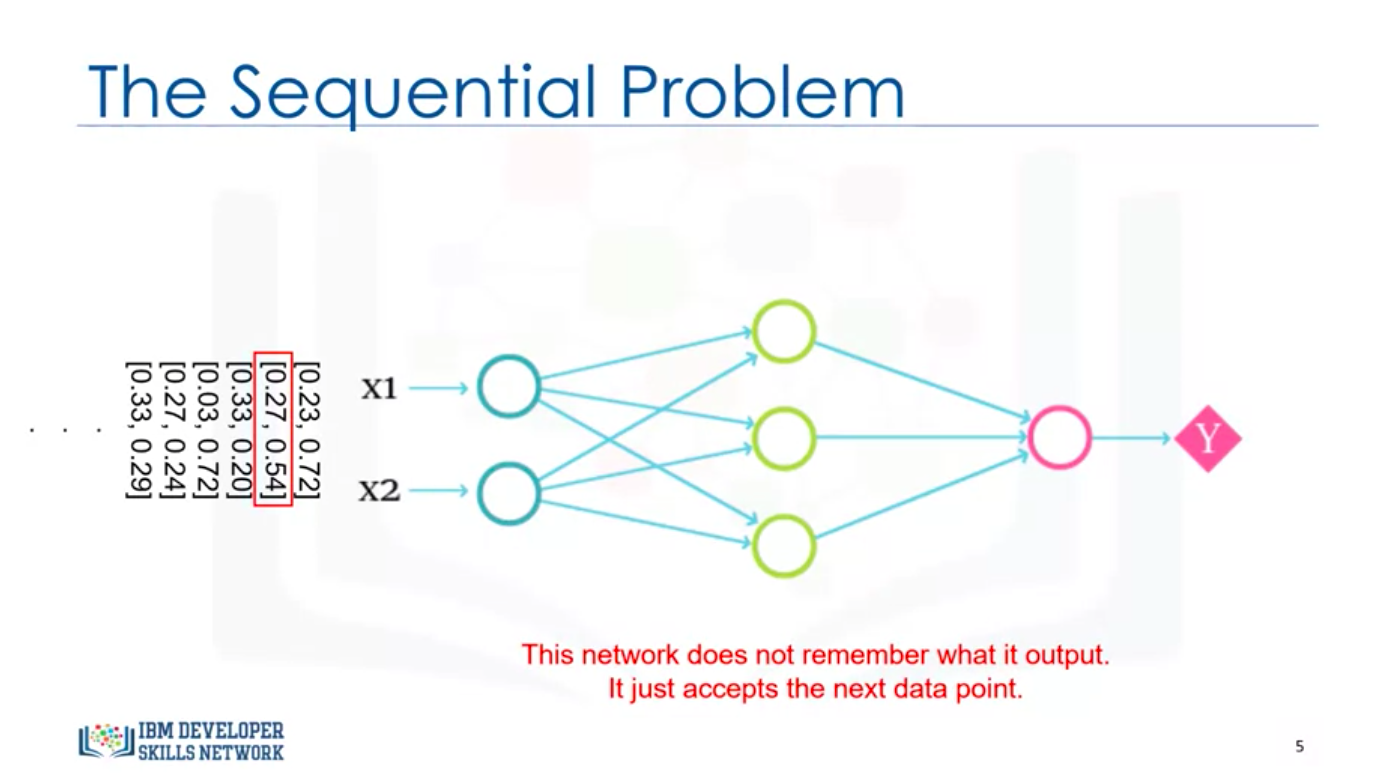 The Sequential Problem
[0.23, 0.72]
[0.27, 0.54]
[0.33, 0.20]
[0.03, 0.72]
[0.27, 0.24]
[0.33, 0.29]
. . .
X1
X2
Y
This network does not remember what it output.
It just accepts the next data point.
IBM DEVELOPER
SKILLS NETWORK
5